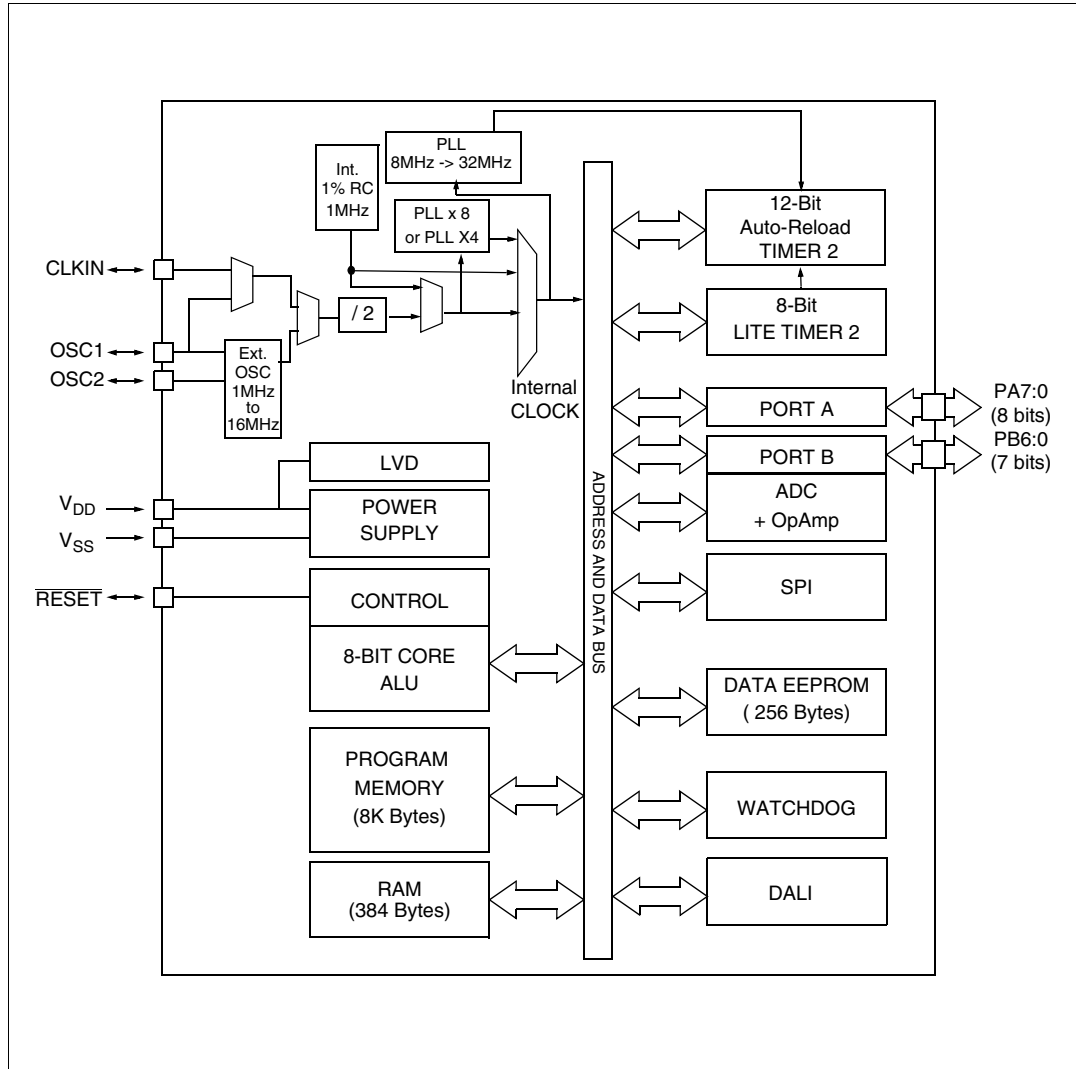 PLL
8MHz -> 32MHz
Int.
1% RC
1MHz
PLL x 8
or PLL X4
12-Bit
Auto-Reload
TIMER 2
CLKIN
/ 2
8-Bit
LITE TIMER 2
OSC1
OSC2
Ext.
OSC
1MHz
to
16MHz
Internal
CLOCK
PORT A
PA7:0
(8 bits)
PORT B
PB6:0
(7 bits)
LVD
ADC
+ OpAmp
VDD
VSS
POWER
SUPPLY
ADDRESS AND DATA BUS
SPI
RESET
CONTROL
8-BIT CORE
ALU
DATA EEPROM
( 256 Bytes)
PROGRAM
MEMORY
(8K Bytes)
WATCHDOG
RAM
(384 Bytes)
DALI